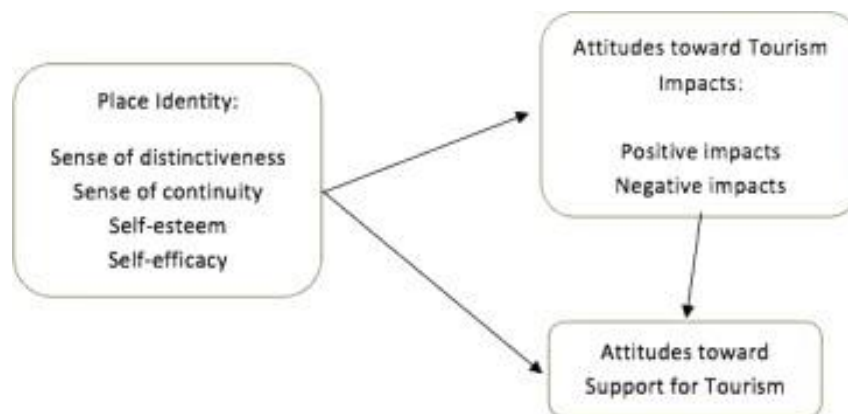 Place Identity:
Sense of distinctiveness
Sense of continuity
Self-esteem
Self-efficacy
Attitudes toward Tourism
Impacts:
Positive impacts
Negative impacts
Attitudes toward
Support for Tourism